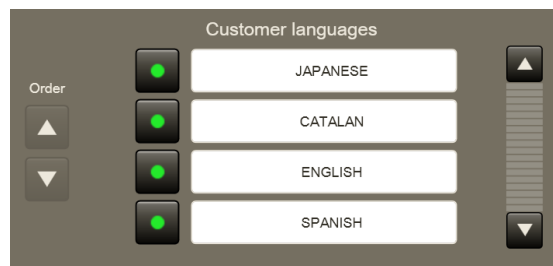 Customer languages
Order
JAPANESE
CATALAN
ENGLISH
SPANISH